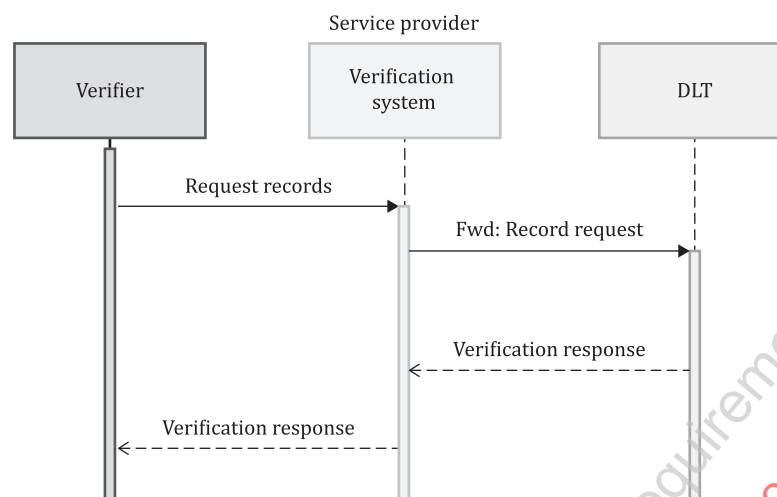 Service provider
Verifier
Verification
system
DLT
Request records
Fwd: Record request
Verification response
Verification response